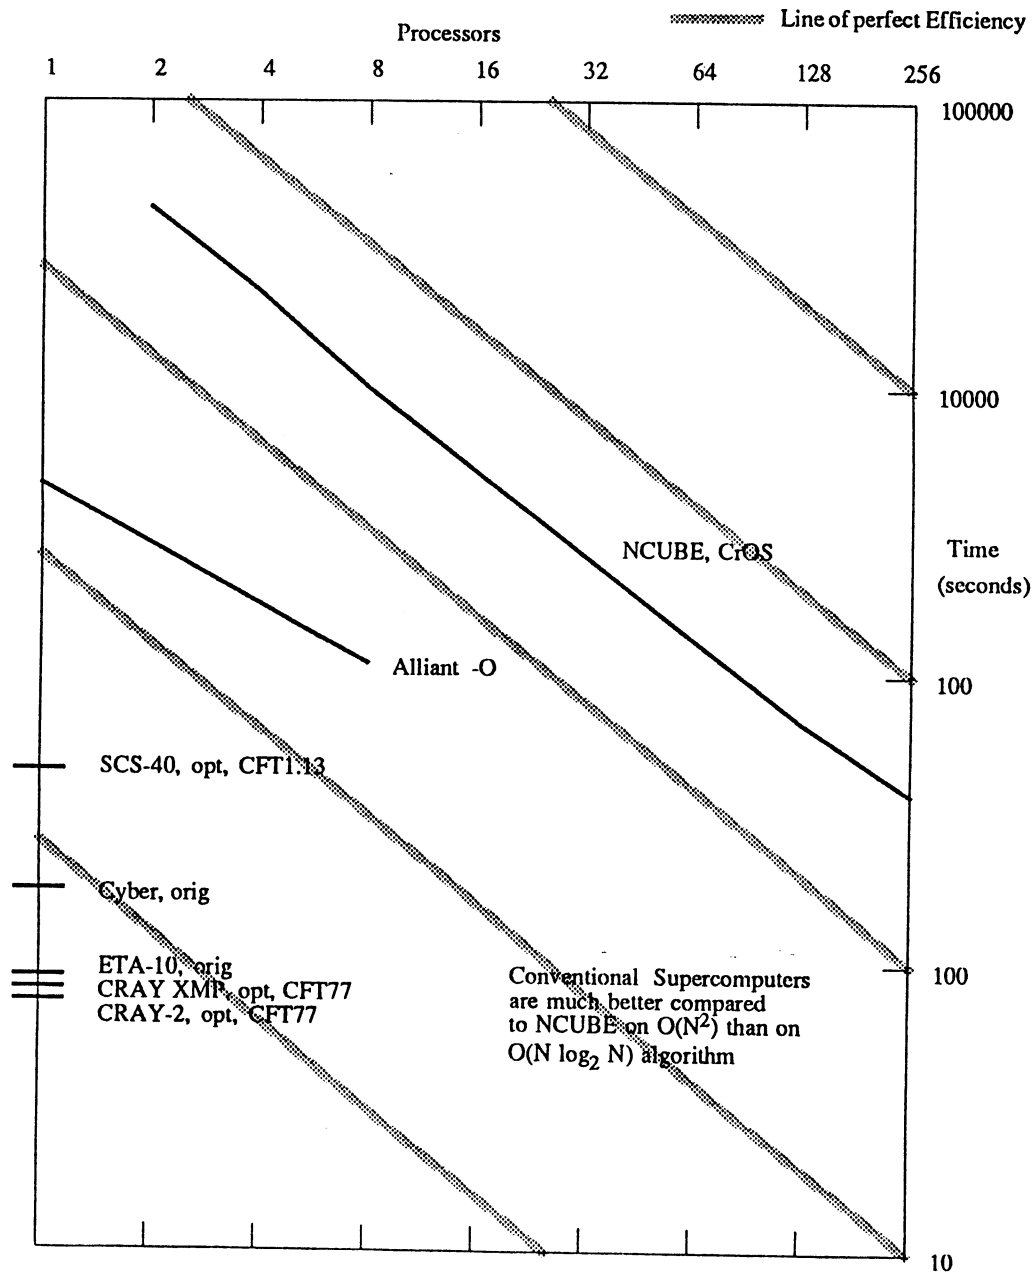 Line of perfect Efficiency
Processors
1 2 4 8 16 32 64 128 256
100000
10000
NCUBE, CrOS
Time
(seconds)
Alliant -O
100
SCS-40, opt, CFT1.13
Cyber, orig
ETA-10, orig
CRAY XMP, opt, CFT77
CRAY-2, opt, CFT77
Conventional Supercomputers
are much better compared
to NCUBE on O(N²) than on
O(N log₂ N) algorithm
100
10